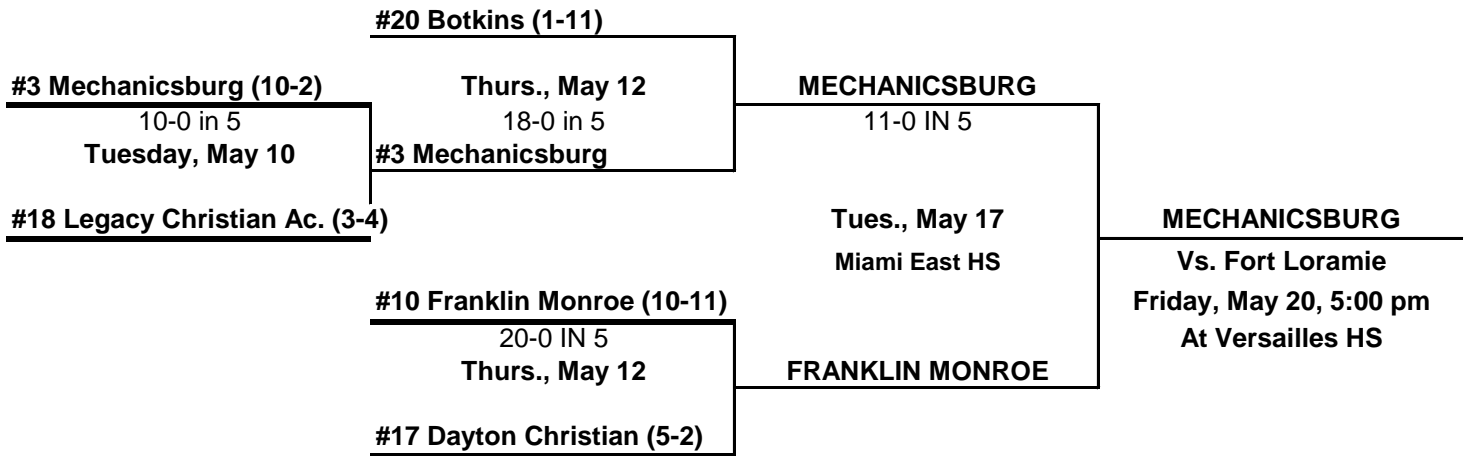 #20 Botkins (1-11)
#3 Mechanicsburg (10-2)
Thurs., May 12
MECHANICSBURG
10-0 in 5
18-0 in 5
11-0 IN 5
Tuesday, May 10
#3 Mechanicsburg
#18 Legacy Christian Ac. (3-4)
Tues., May 17
MECHANICSBURG
Miami East HS
Vs. Fort Loramie
#10 Franklin Monroe (10-11)
Friday, May 20, 5:00 pm
20-0 IN 5
At Versailles HS
Thurs., May 12
FRANKLIN MONROE
#17 Dayton Christian (5-2)